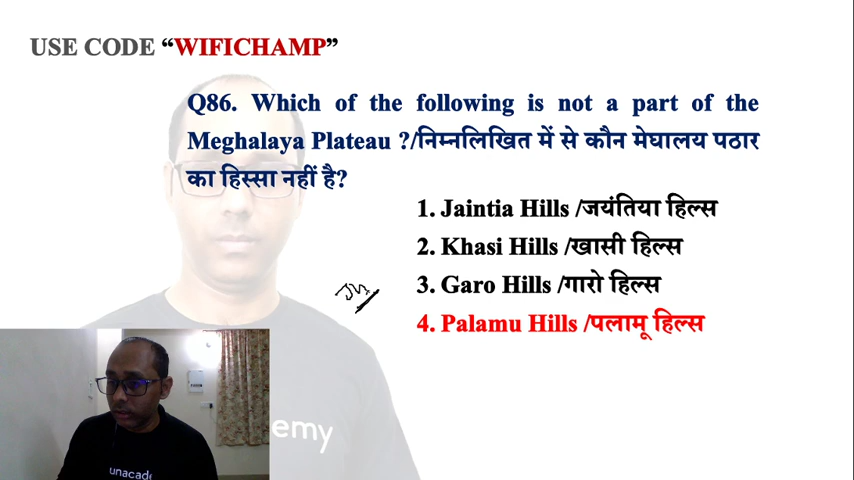 USE CODE “WIFICHAMP”
Q86. Which of the following is not a part of the
Meghalaya Plateau ?/निम्नलिखित में से कौन मेघालय पठार
का हिस्सा नहीं है?
1. Jaintia Hills /जयंतिया हिल्स
2. Khasi Hills /खासी हिल्स
3. Garo Hills /गारो हिल्स
4. Palamu Hills /पलामू हिल्स
emy
unacade